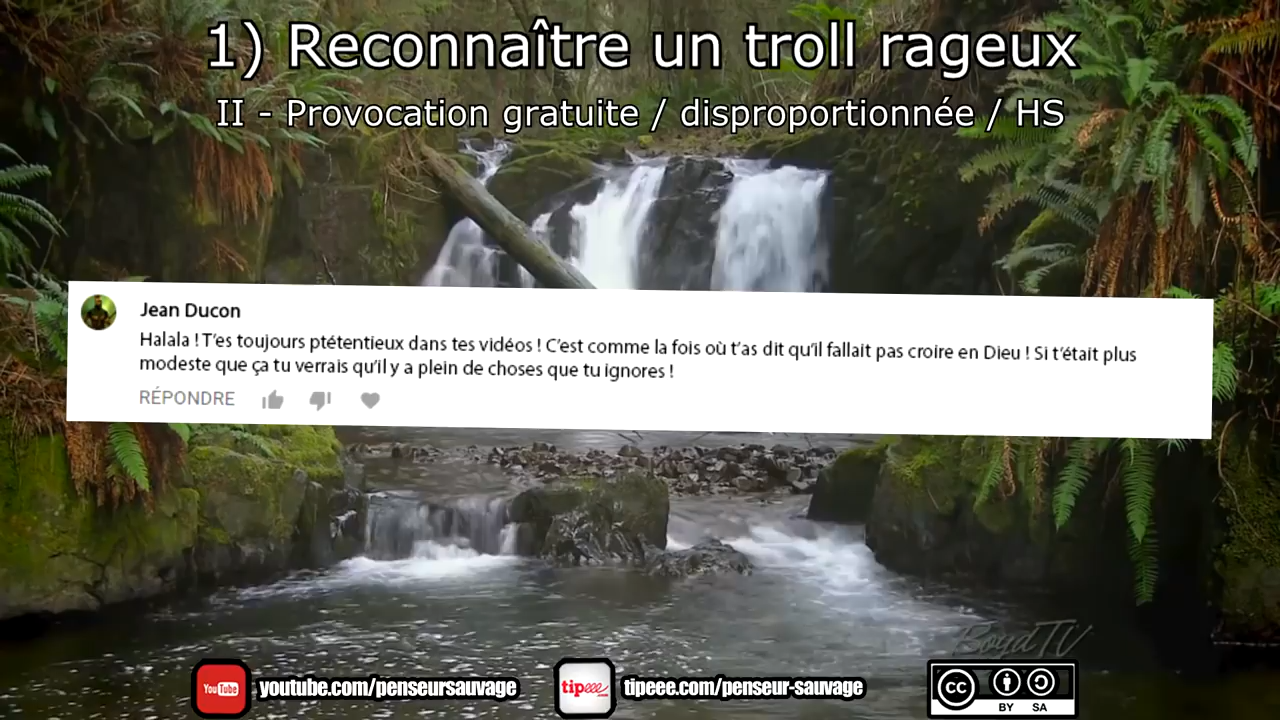 1) Reconnaître un troll rageux
II - Provocation gratuite / disproportionnée / HS
Jean Ducon
Halala ! T'es toujours ptétentieux dans tes vidéos ! C'est comme la fois où t'as dit qu'il fallait pas croire en Dieu ! Si t'était plus
modeste que ça tu verrais qu'il y a plein de choses que tu ignores !
RÉPONDRE
BoydTV
YouTube youtube.com/penseursauvage tipeee.com tipeee.com/penseur-sauvage cc
BY SA